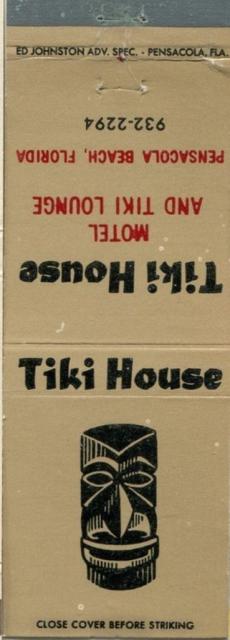 ED JOHNSTON ADV. SPEC. - PENSACOLA, FLA.
Tiki House
MOTEL
AND TIKI LOUNGE
PENSACOLA BEACH, FLORIDA
932-2294
Tiki House
CLOSE COVER BEFORE STRIKING